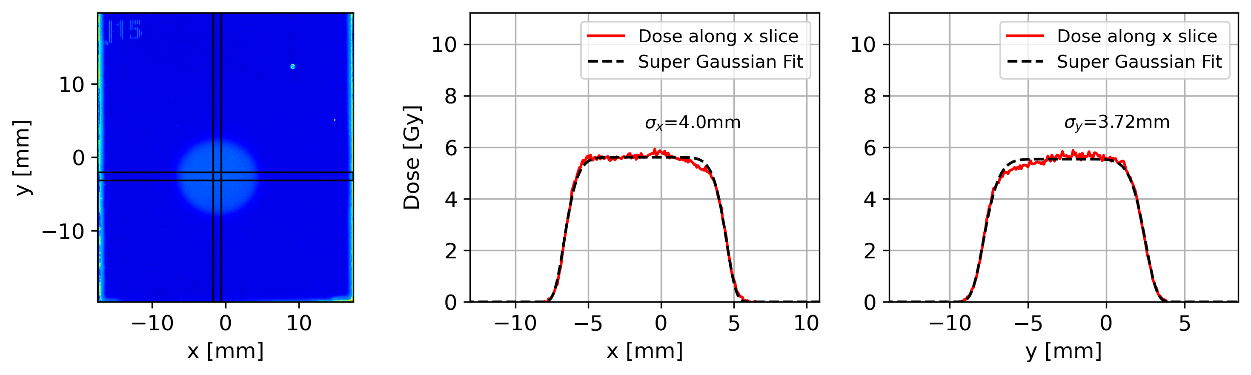 J15
y [mm]
10
0
−10
−10 0 10
x [mm]
Dose [Gy]
10
8
6
4
2
0
Dose along x slice
Super Gaussian Fit
σx=4.0mm
−10 −5 0 5 10
x [mm]
10
8
6
4
2
0
Dose along x slice
Super Gaussian Fit
σy=3.72mm
−10 −5 0 5
y [mm]